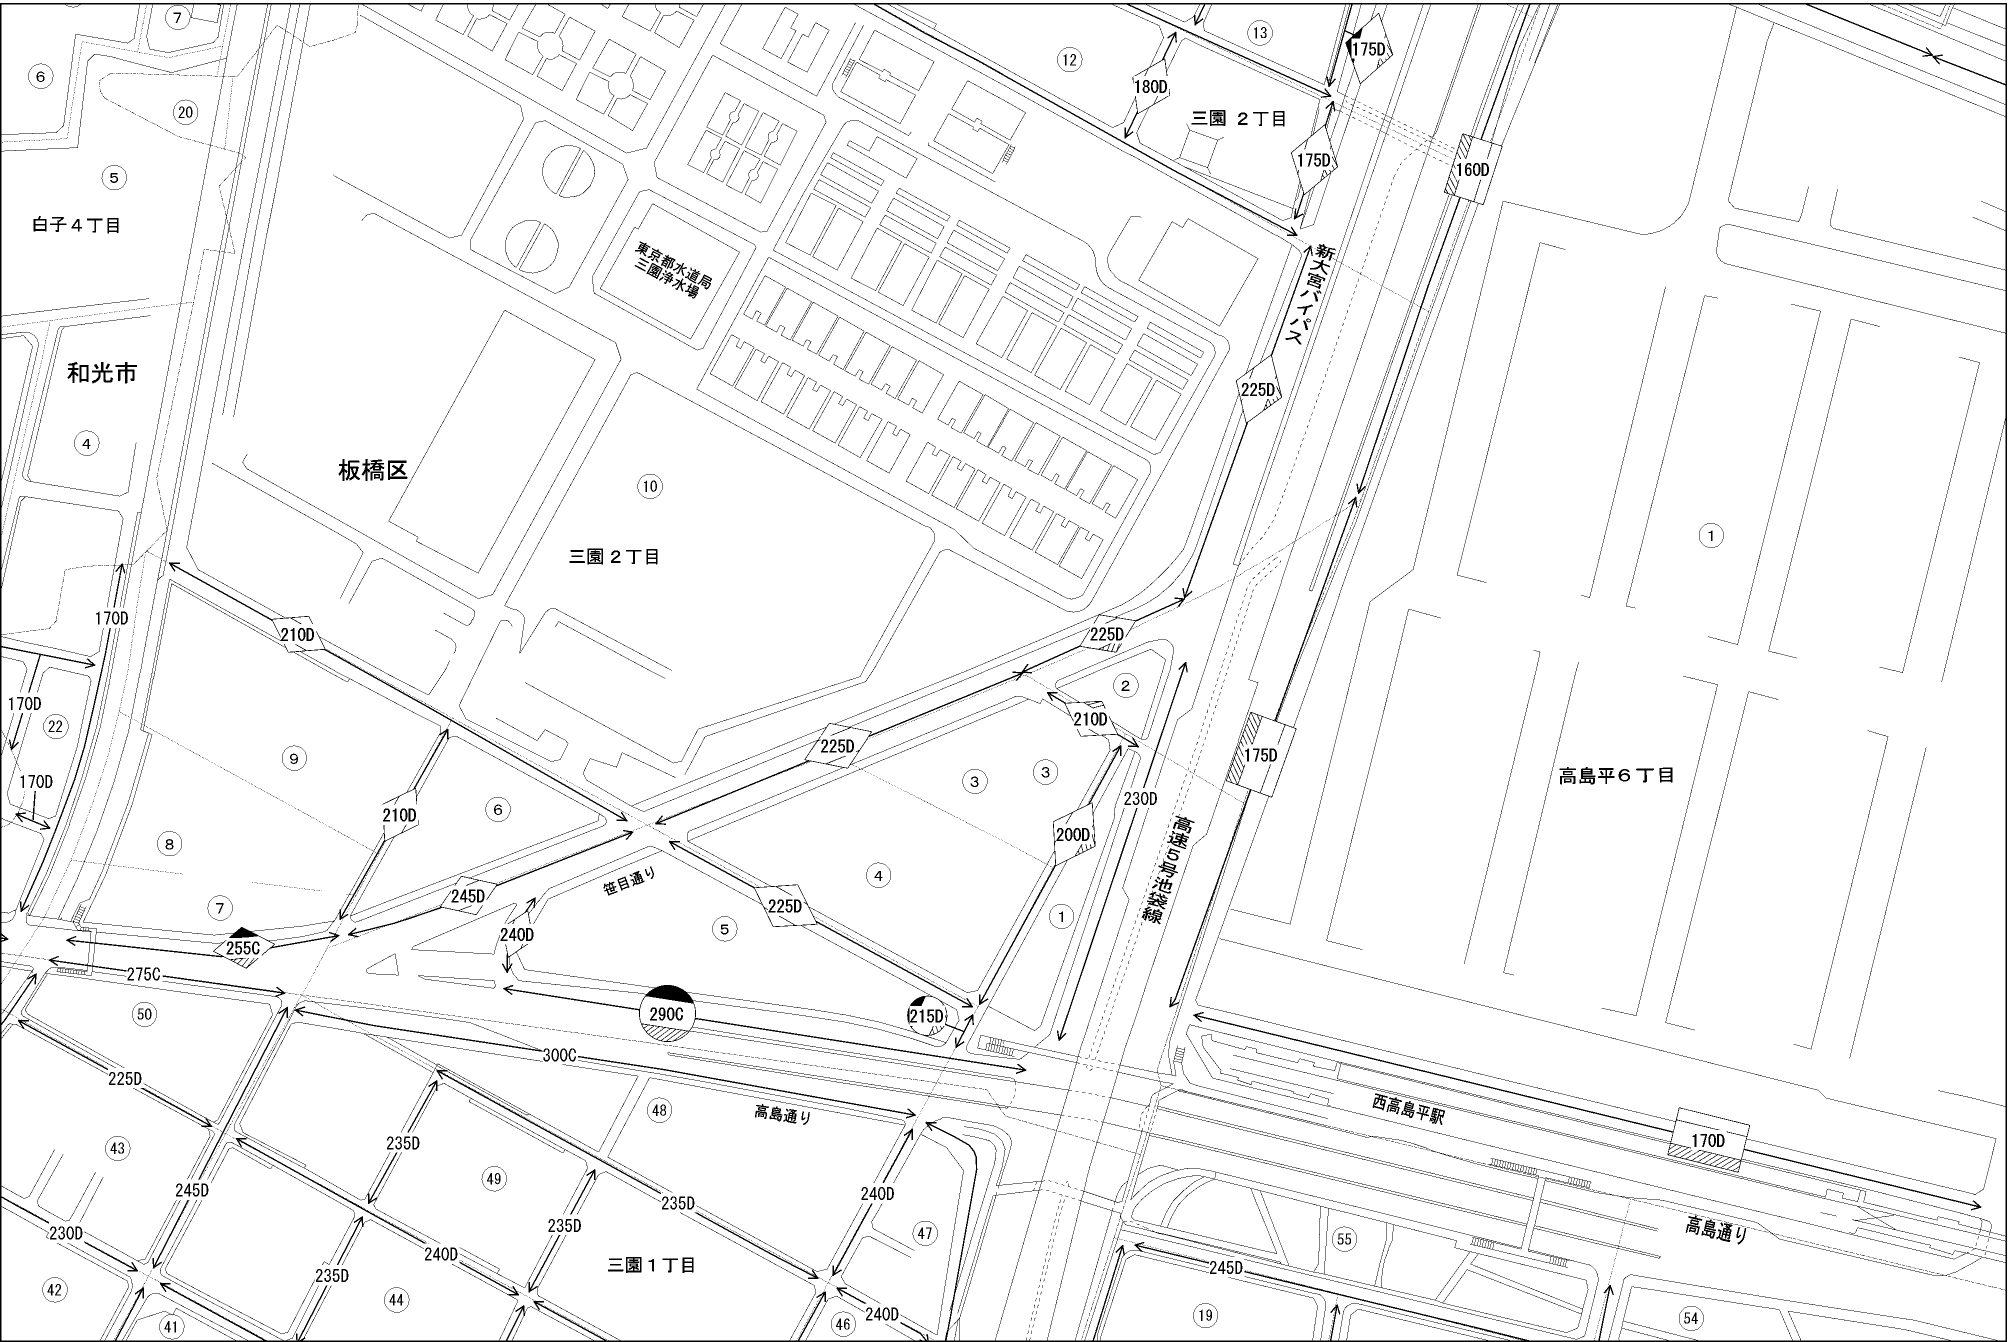 7
13
175D
12
6
180D
20
三園 2丁目
175D
160D
5
白子4丁目
東京都水道局
三園浄水場
新大宮バイパス
和光市
225D
4
板橋区
10
1
三園2丁目
170D
210D
225D
2
170D
22
210D
9
225D
3
3
175D
高島平6丁目
170D
230D
6
210D
200D
高速5号池袋線
8
笹目通り
4
245D
225D
7
1
5
240D
255C
275C
290C
215D
50
300C
225D
48
高島通り
西高島平駅
235D
170D
43
49
245D
235D
240D
235D
47
高島通り
230D
55
240D
三園1丁目
245D
235D
42
44
240D
19
54
41
46